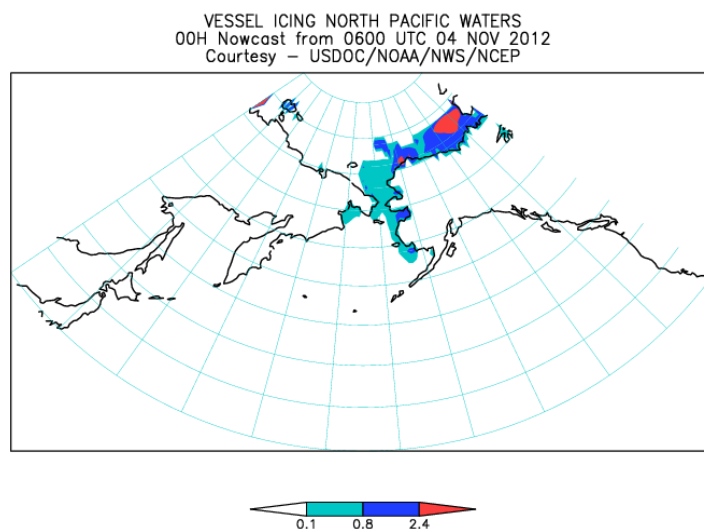 VESSEL ICING NORTH PACIFIC WATERS
00H Nowcast from 0600 UTC 04 NOV 2012
Courtesy – USDOC/NOAA/NWS/NCEP
0.1 0.8 2.4